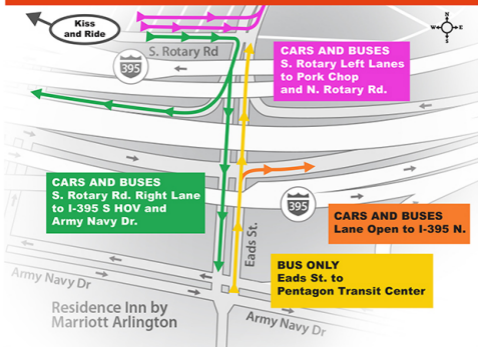 Kiss
and Ride
S. Rotary Rd
395
W
N
E
S
CARS AND BUSES
S. Rotary Left Lanes
to Pork Chop
and N. Rotary Rd.
CARS AND BUSES
S. Rotary Rd. Right Lane
to I-395 S HOV and
Army Navy Dr.
395
CARS AND BUSES
Lane Open to I-395 N.
Eads St.
BUS ONLY
Eads St. to
Pentagon Transit Center
Army Navy Dr
Residence Inn by
Marriott Arlington
Army Navy Dr